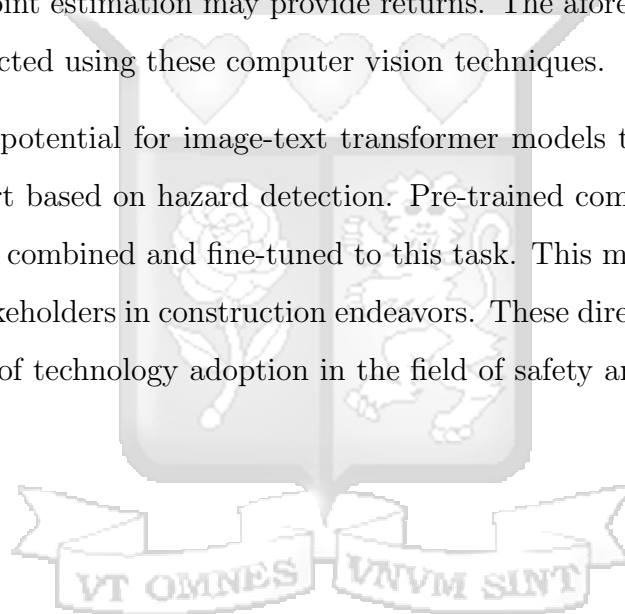 oint estimation may provide returns. The afore
cted using these computer vision techniques.
potential for image-text transformer models t
t based on hazard detection. Pre-trained com
combined and fine-tuned to this task. This m
keholders in construction endeavors. These dire
of technology adoption in the field of safety a
VT OMNES VNVM SINT